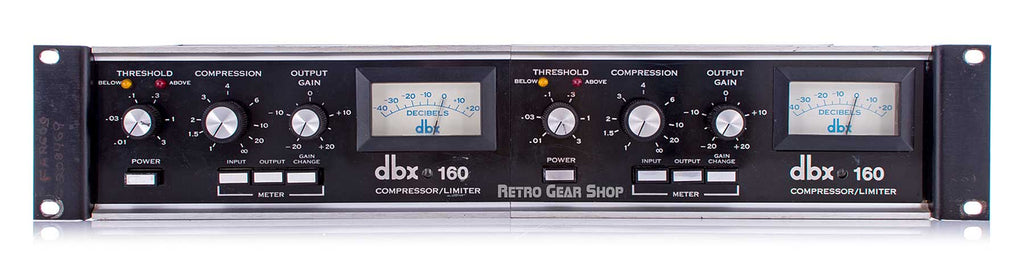 THRESHOLD COMPRESSION OUTPUT GAIN
BELOW ABOVE
.01 .03 .1 .3 1 3
1.5 2 3 4 6 10 20 ∞
-20 -10 0 +10 +20
-40 -30 -20 -10 0 +10 +20
DECIBELS
dbx
POWER
INPUT OUTPUT GAIN CHANGE
METER
dbx 160
COMPRESSOR/LIMITER
THRESHOLD COMPRESSION OUTPUT GAIN
BELOW ABOVE
.01 .03 .1 .3 1 3
1.5 2 3 4 6 10 20 ∞
-20 -10 0 +10 +20
-40 -30 -20 -10 0 +10 +20
DECIBELS
dbx
POWER
INPUT OUTPUT GAIN CHANGE
METER
dbx 160
COMPRESSOR/LIMITER
RETRO GEAR SHOP